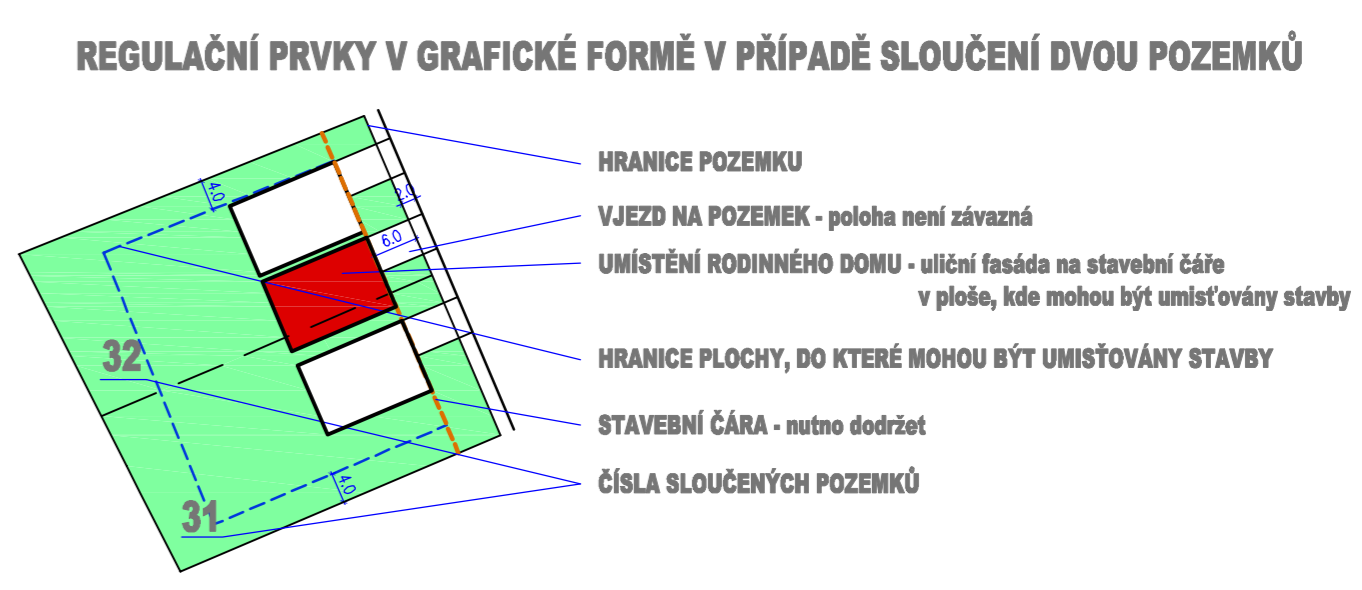 REGULAČNÍ PRVKY V GRAFICKÉ FORMĚ V PŘÍPADĚ SLOUČENÍ DVOU POZEMKŮ
HRANICE POZEMKU
4.0
2.0
VJEZD NA POZEMEK - poloha není závazná
6.0
UMÍSTĚNÍ RODINNÉHO DOMU - uliční fasáda na stavební čáře
v ploše, kde mohou být umisťovány stavby
32
HRANICE PLOCHY, DO KTERÉ MOHOU BÝT UMISŤOVÁNY STAVBY
STAVEBNÍ ČÁRA - nutno dodržet
4.0
ČÍSLA SLOUČENÝCH POZEMKŮ
31